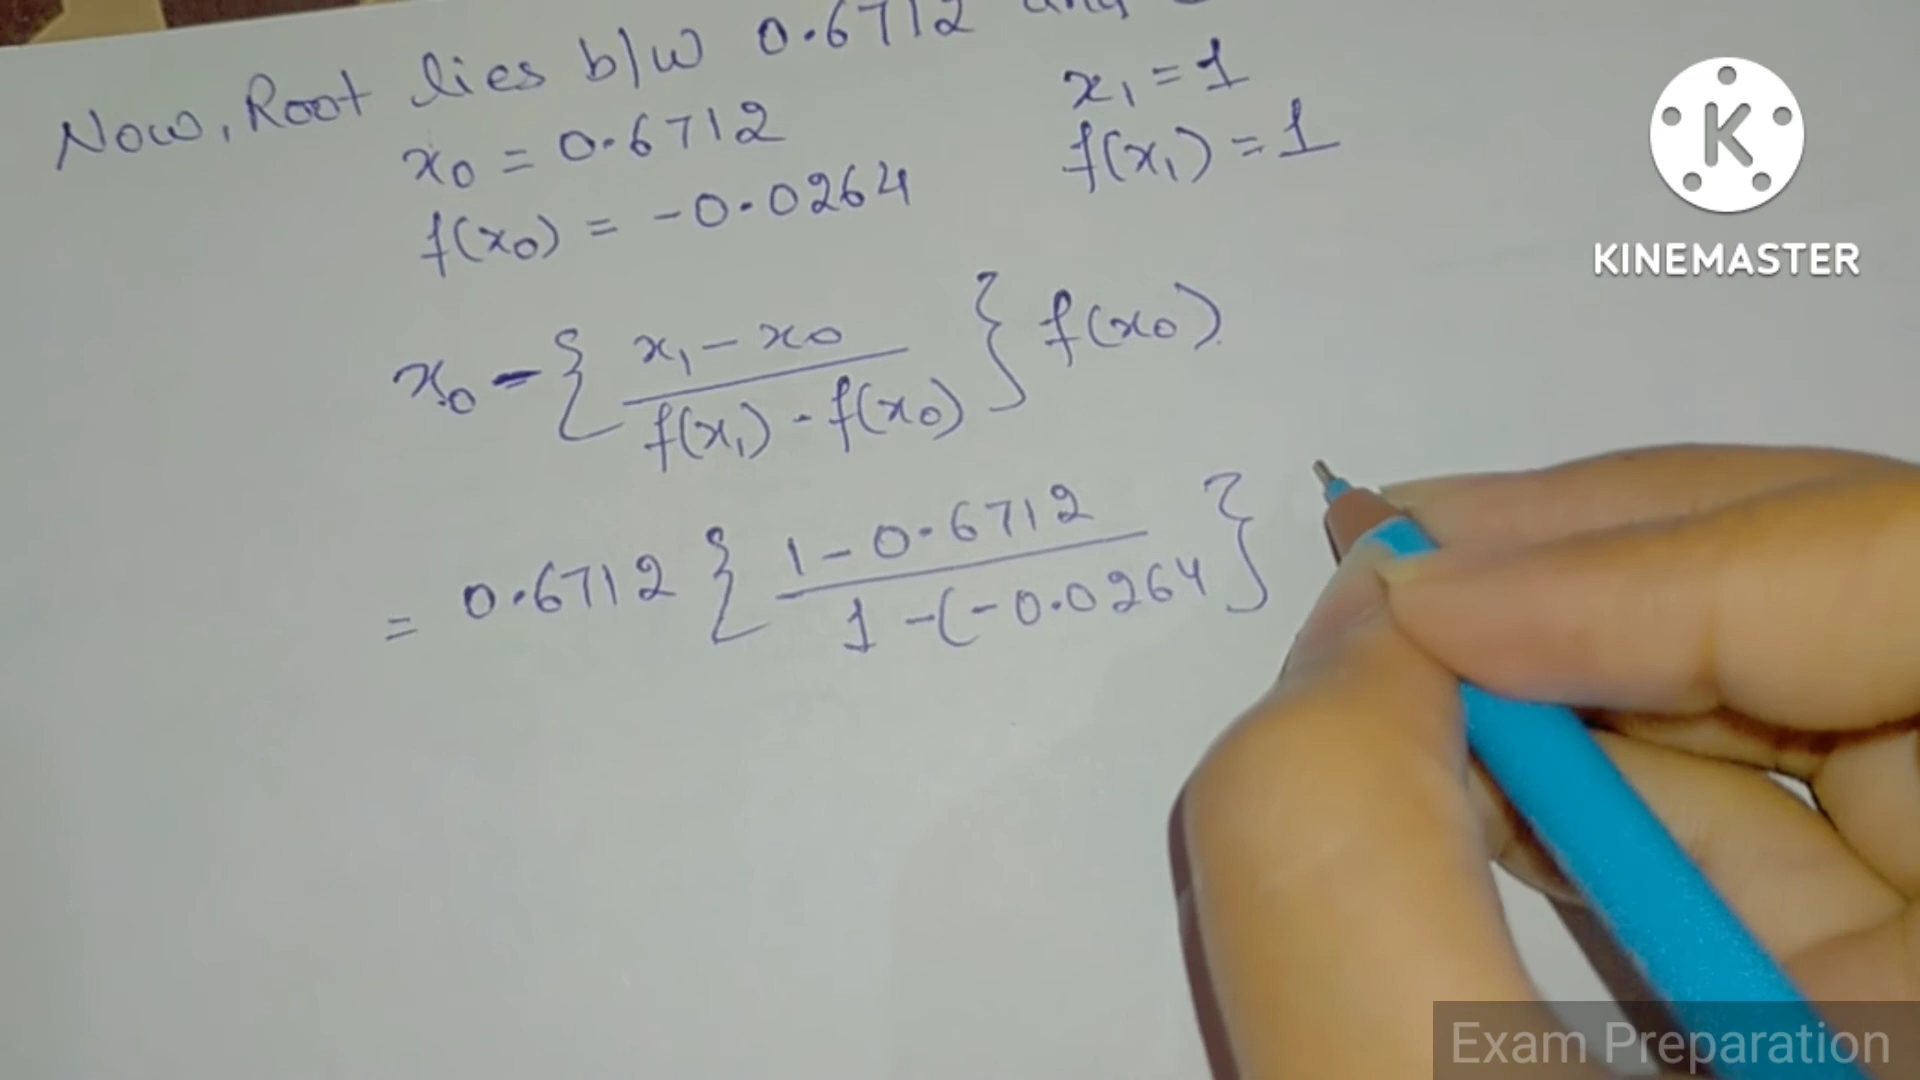 Now, Root lies b/w 0.6712 and
x₀ = 0.6712
x₁ = 1
f(x₀) = -0.0264
f(x₁) = 1
x₀ - { x₁ - x₀ / f(x₁) - f(x₀) } f(x₀)
= 0.6712 { 1 - 0.6712 / 1 - (-0.0264 }
KINEMASTER
Exam Preparation